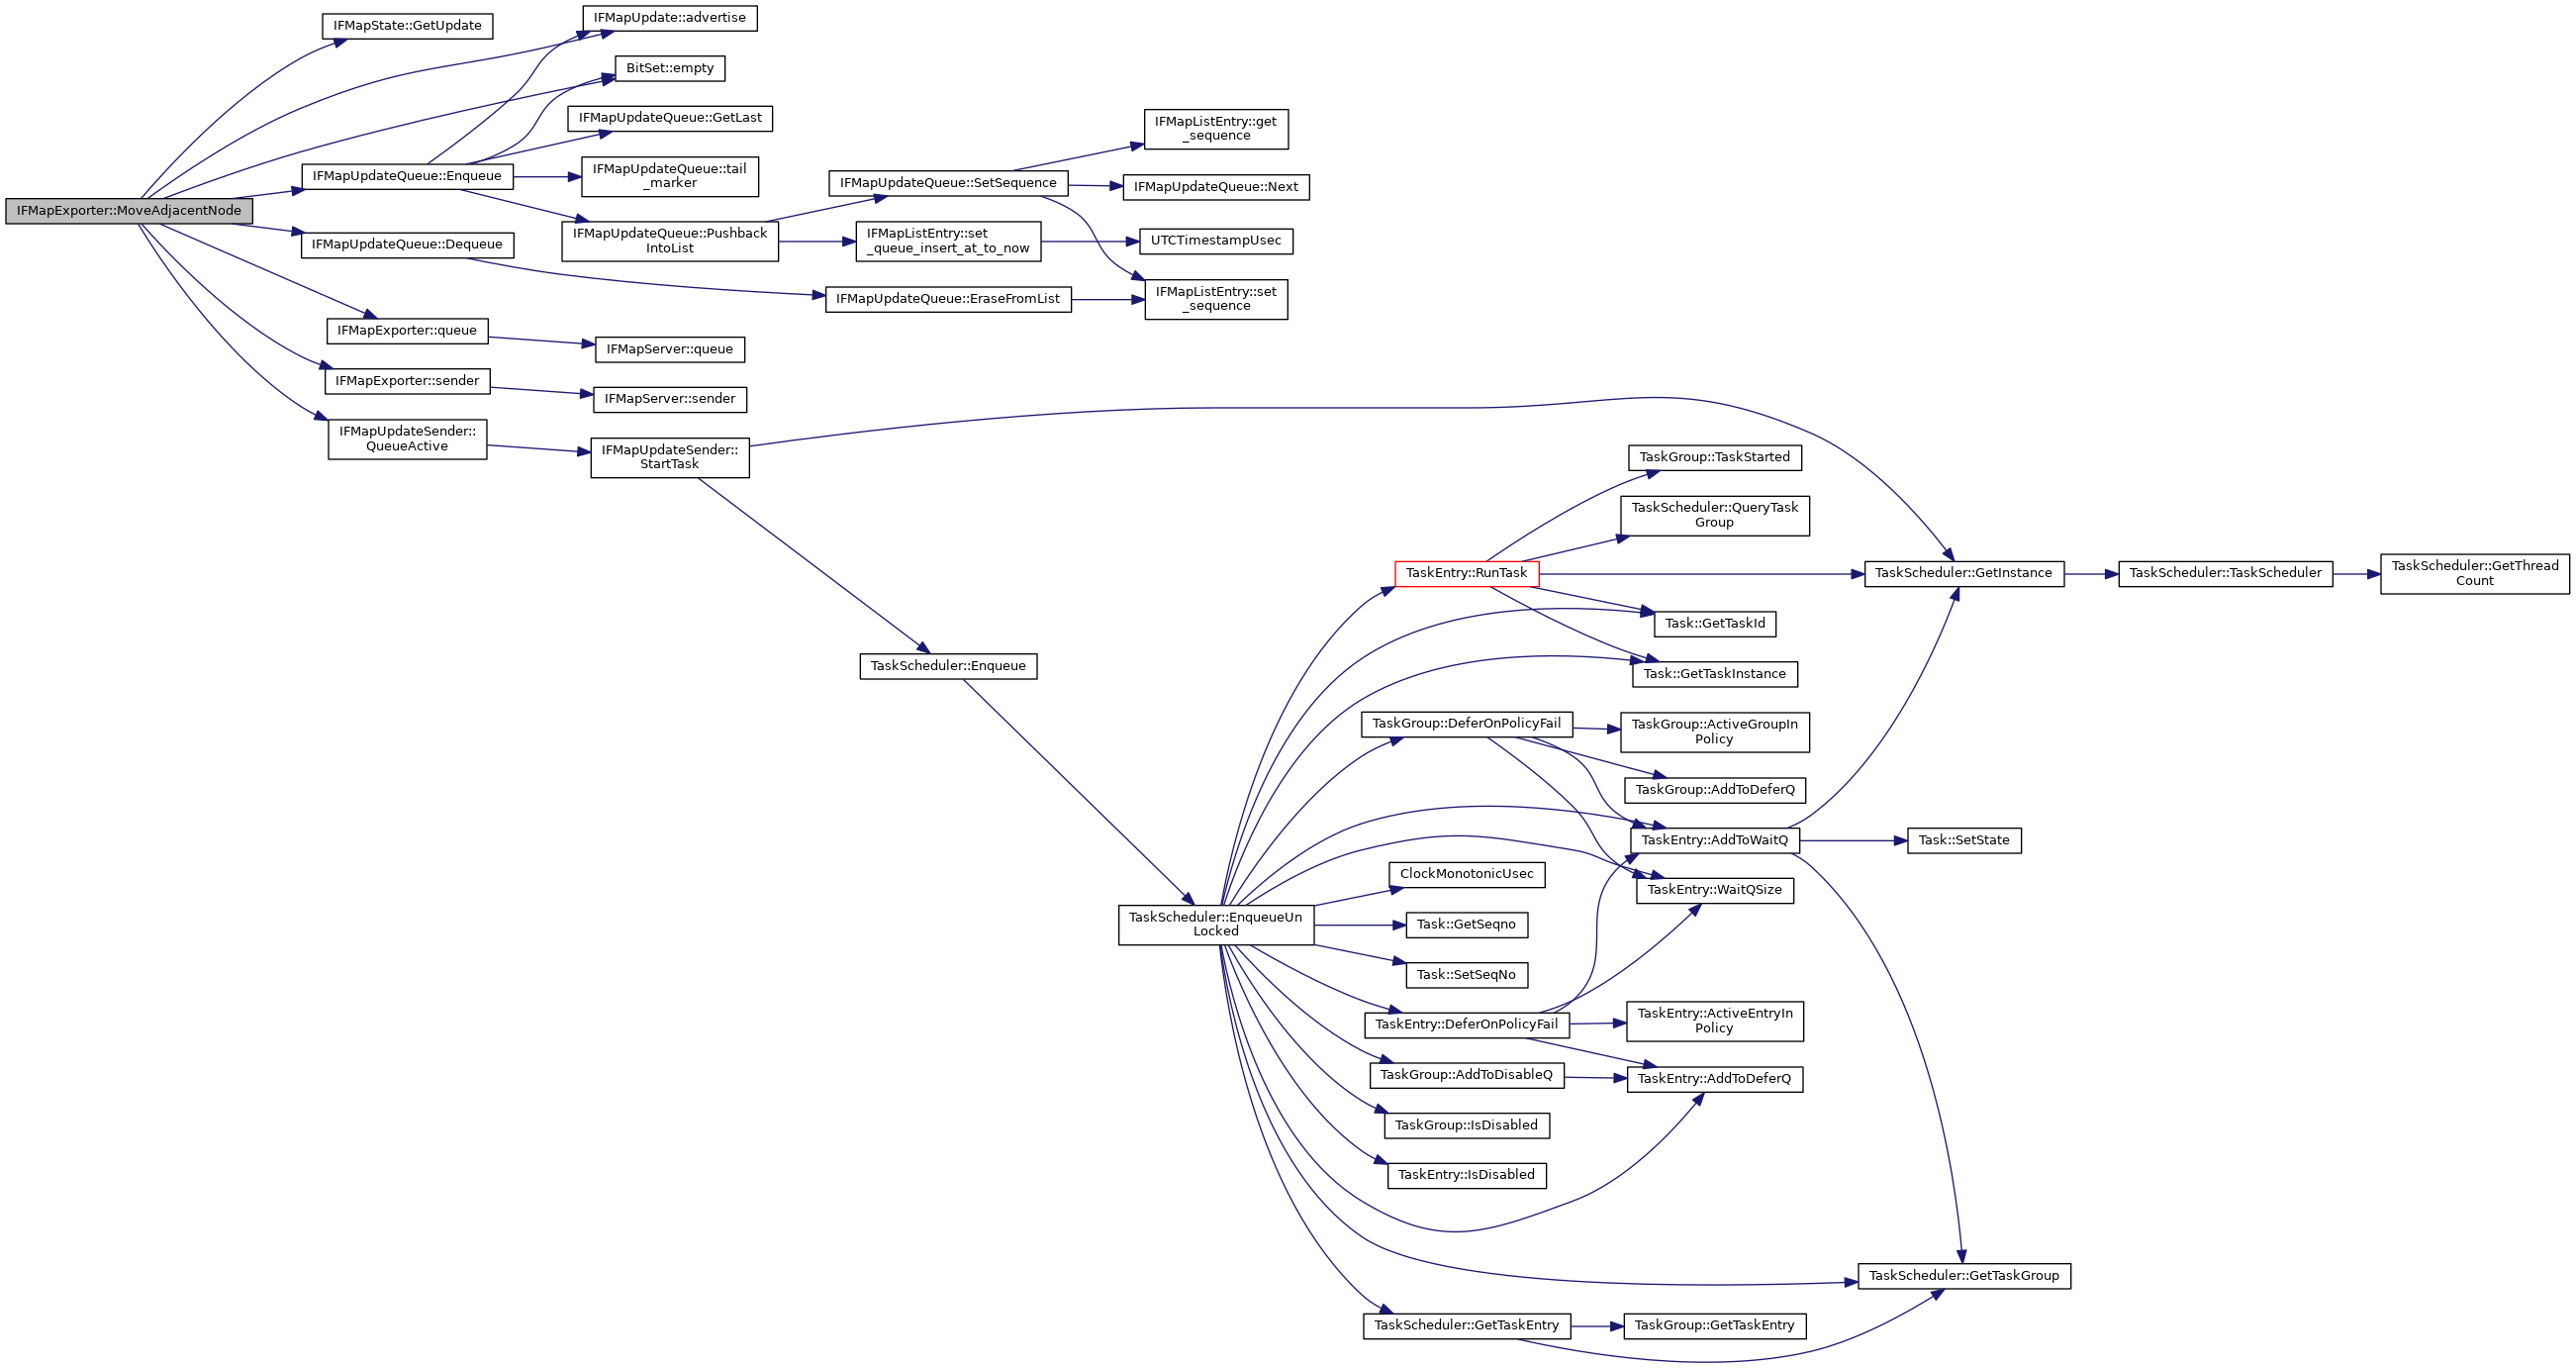 IFMapExporter::MoveAdjacentNode
IFMapState::GetUpdate
IFMapUpdate::advertise
BitSet::empty
IFMapUpdateQueue::Enqueue
IFMapUpdateQueue::GetLast
IFMapUpdateQueue::tail
_marker
IFMapUpdateQueue::Pushback
IntoList
IFMapUpdateQueue::SetSequence
IFMapListEntry::get
_sequence
IFMapUpdateQueue::Next
IFMapListEntry::set
_queue_insert_at_to_now
UTCTimestampUsec
IFMapUpdateQueue::Dequeue
IFMapUpdateQueue::EraseFromList
IFMapListEntry::set
_sequence
IFMapExporter::queue
IFMapServer::queue
IFMapExporter::sender
IFMapServer::sender
IFMapUpdateSender::
QueueActive
IFMapUpdateSender::
StartTask
TaskScheduler::Enqueue
TaskScheduler::EnqueueUn
Locked
TaskEntry::RunTask
TaskGroup::TaskStarted
TaskScheduler::QueryTask
Group
TaskScheduler::GetInstance
TaskScheduler::TaskScheduler
TaskScheduler::GetThread
Count
Task::GetTaskId
Task::GetTaskInstance
TaskGroup::DeferOnPolicyFail
TaskGroup::ActiveGroupIn
Policy
TaskGroup::AddToDeferQ
TaskEntry::AddToWaitQ
Task::SetState
TaskEntry::WaitQSize
ClockMonotonicUsec
Task::GetSeqno
Task::SetSeqNo
TaskEntry::DeferOnPolicyFail
TaskEntry::ActiveEntryIn
Policy
TaskGroup::AddToDisableQ
TaskEntry::AddToDeferQ
TaskGroup::IsDisabled
TaskEntry::IsDisabled
TaskScheduler::GetTaskGroup
TaskScheduler::GetTaskEntry
TaskGroup::GetTaskEntry